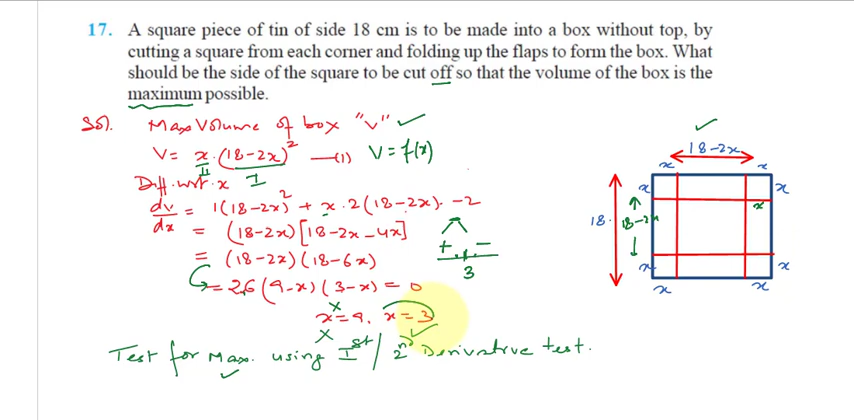 17. A square piece of tin of side 18 cm is to be made into a box without top, by
cutting a square from each corner and folding up the flaps to form the box. What
should be the side of the square to be cut off so that the volume of the box is the
maximum possible.
Sol. Max Volume of box "V" ✓
V = x.(18-2x)² —(1) V = f(x)
II I
Diff. w.r.t. x
dv/dx = 1(18-2x)² + x.2(18-2x).-2
= (18-2x)[18-2x-4x]
= (18-2x)(18-6x)
= 2.6(9-x)(3-x) = 0
x = 9, x = 3
Test for Max. using Ist / 2nd Derivative test.
+ -
3
18-2x
x x
x x
18. 18-2x x
x x
x x